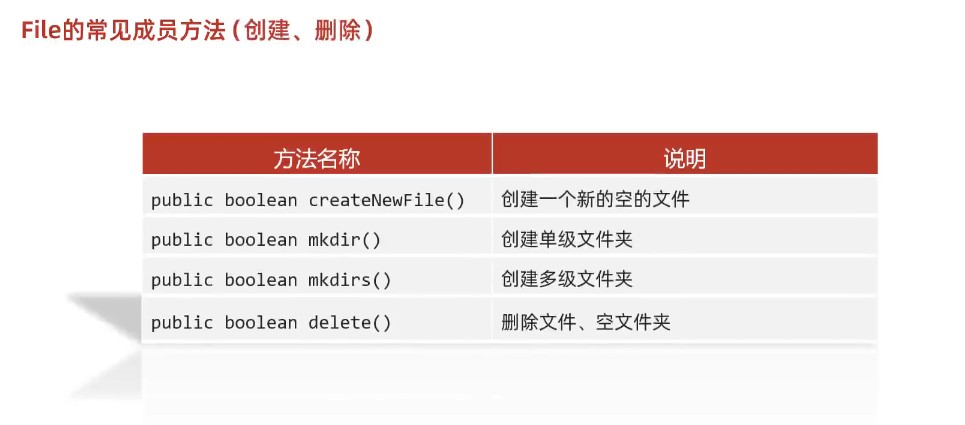 File的常见成员方法(创建、删除)
方法名称 说明
public boolean createNewFile() 创建一个新的空的文件
public boolean mkdir() 创建单级文件夹
public boolean mkdirs() 创建多级文件夹
public boolean delete() 删除文件、空文件夹